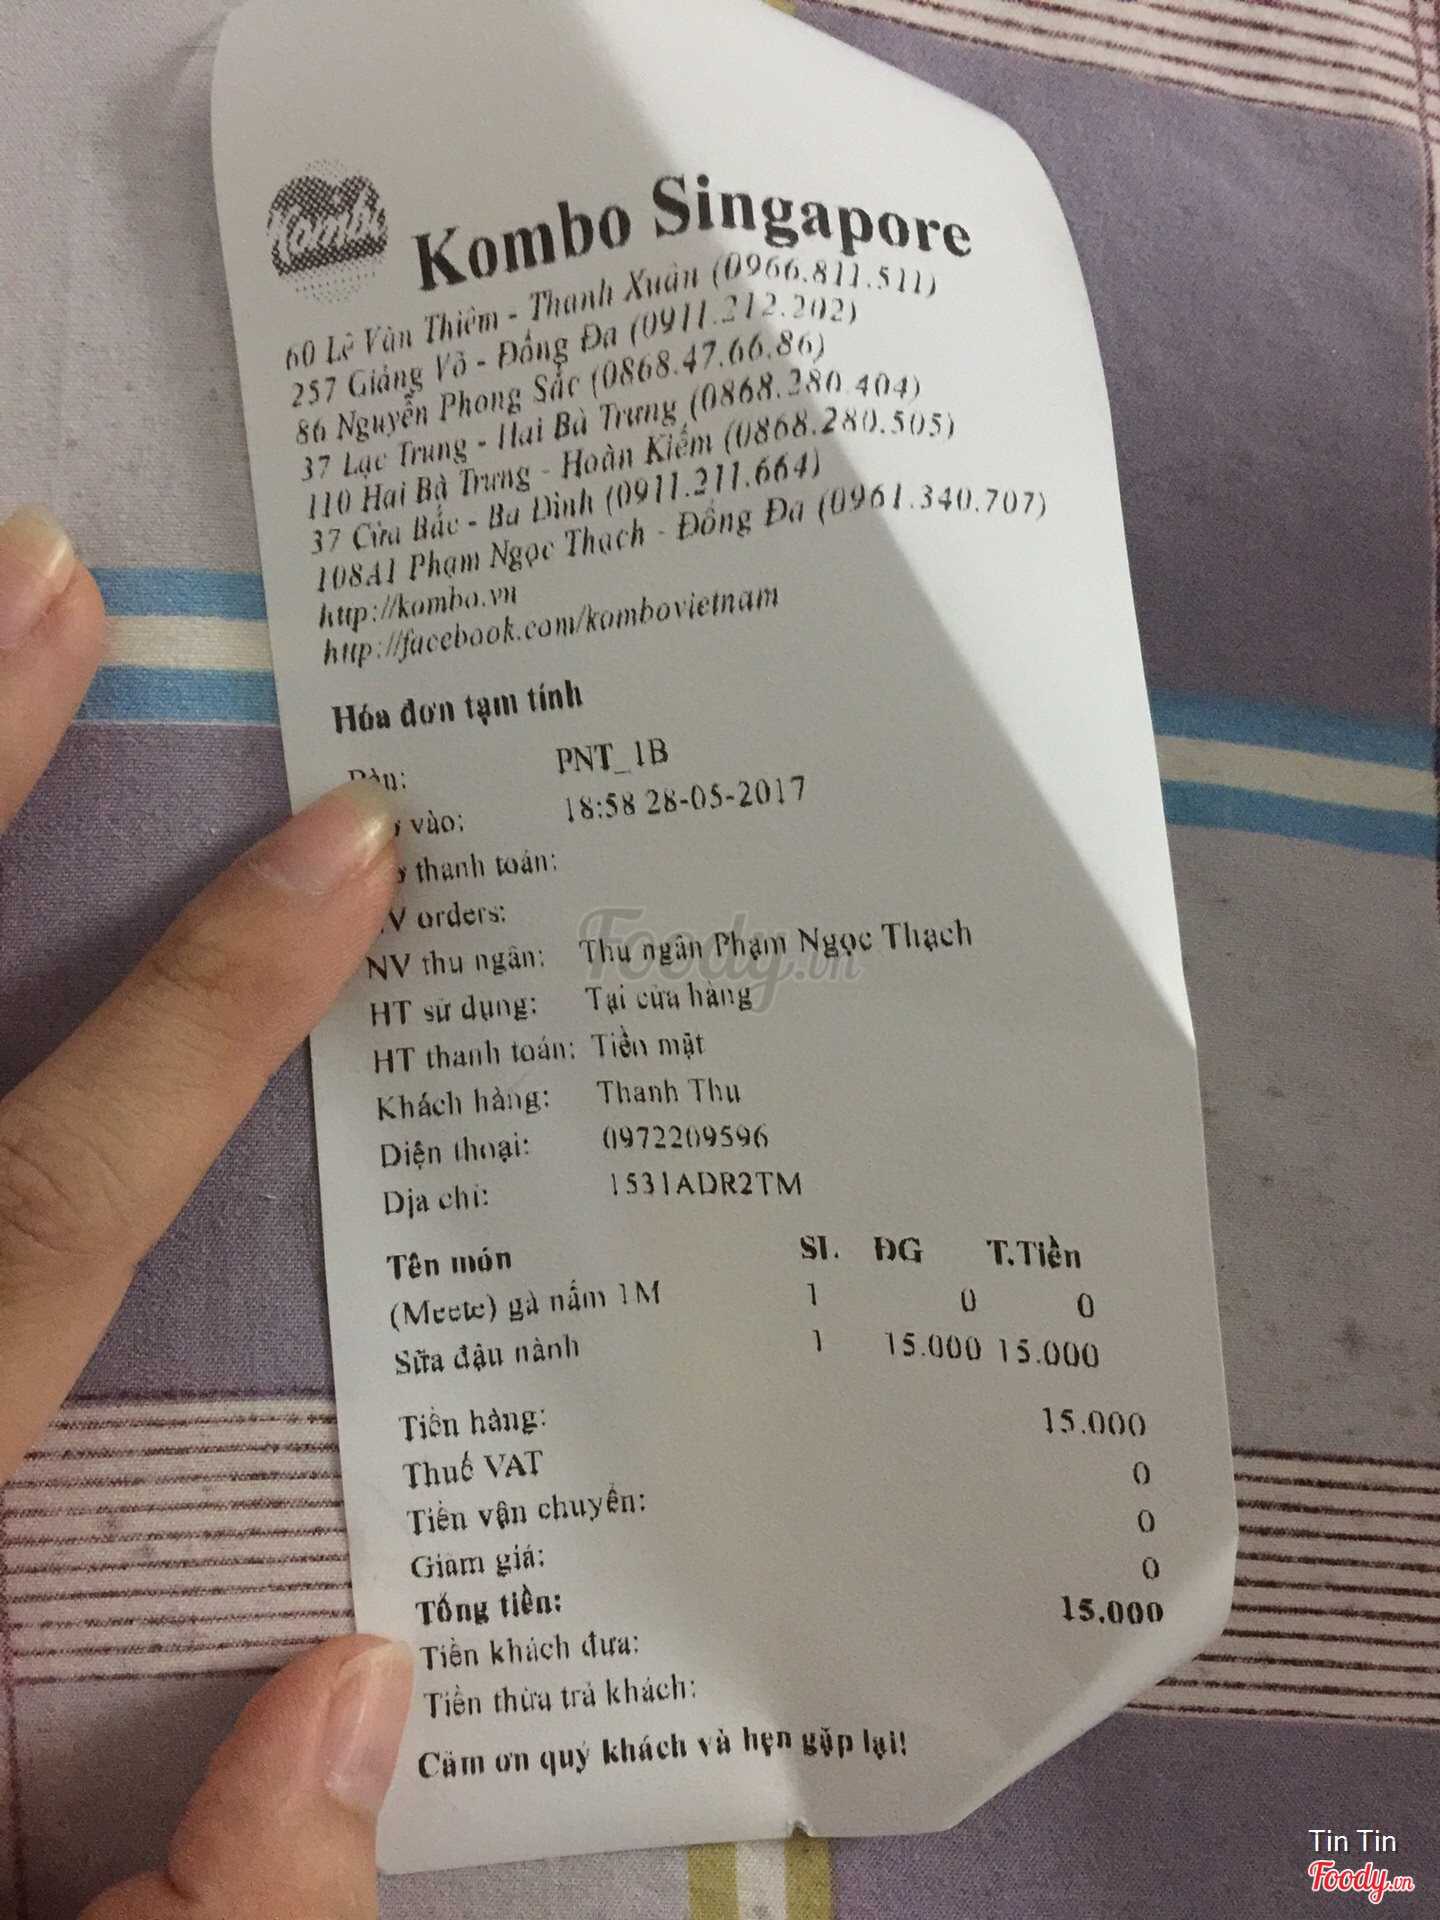 Kombo
Kombo Singapore
60 Lê Văn Thiêm - Thanh Xuân (0966.811.511)
257 Giảng Võ - Đống Đa (0911.212.202)
86 Nguyễn Phong Sắc (0868.47.66.86)
37 Lạc Trung - Hai Bà Trưng (0868.280.404)
110 Hai Bà Trưng - Hoàn Kiếm (0868.280.505)
37 Cửa Bắc - Ba Đình (0911.211.664)
108A1 Phạm Ngọc Thạch - Đống Đa (0961.340.707)
http://kombo.vn
http://facebook.com/kombovietnam
Hóa đơn tạm tính
Bàn: PNT_1B
vào: 18:58 28-05-2017
thanh toán:
NV orders:
NV thu ngân: Thu ngân Phạm Ngọc Thạch
HT sử dụng: Tại cửa hàng
HT thanh toán: Tiền mặt
Khách hàng: Thanh Thu
Điện thoại: 0972209596
Địa chỉ: 1531ADR2TM
Tên món SL ĐG T.Tiền
(Meete) gà nấm 1M 1 0 0
Sữa đậu nành 1 15.000 15.000
Tiền hàng: 15.000
Thuế VAT 0
Tiền vận chuyển: 0
Giảm giá: 0
Tổng tiền: 15.000
Tiền khách đưa:
Tiền thừa trả khách:
Cảm ơn quý khách và hẹn gặp lại!
Foody.vn
Tin Tin
Foody.vn